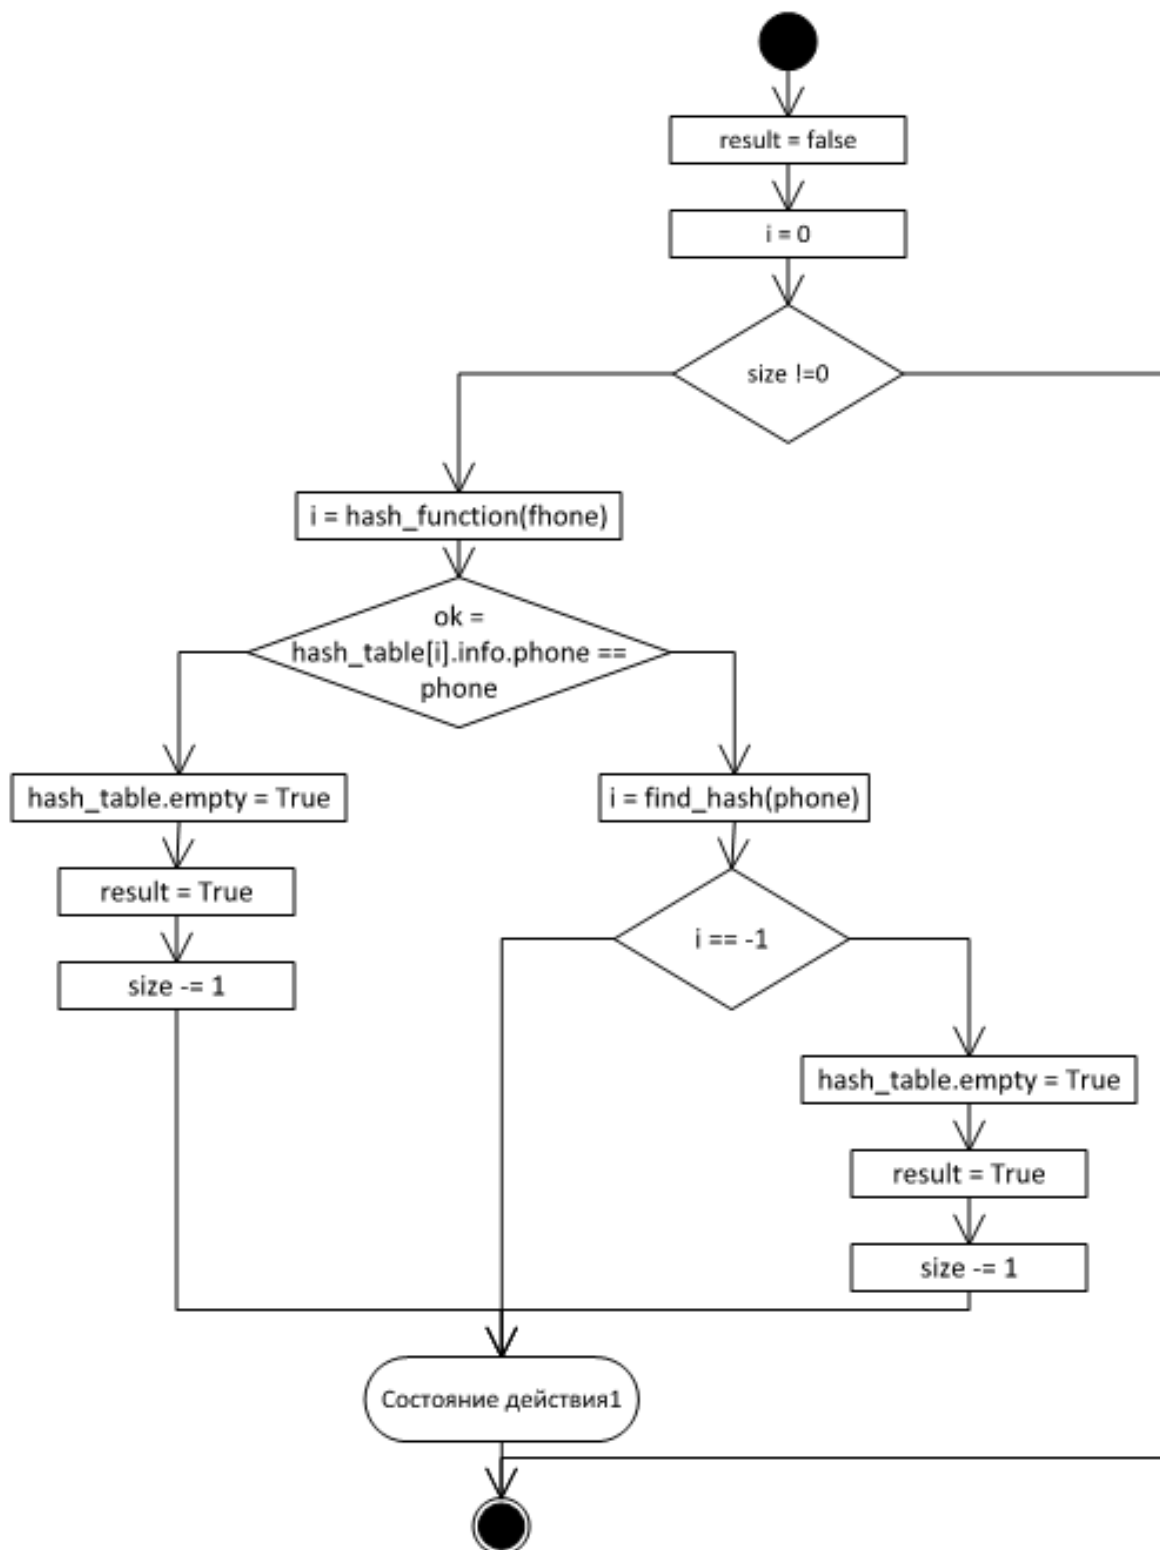 result = false
i = 0
size !=0
i = hash_function(fhone)
ok =
hash_table[i].info.phone ==
phone
hash_table.empty = True
i = find_hash(phone)
result = True
i == -1
size -= 1
hash_table.empty = True
result = True
size -= 1
Состояние действия1